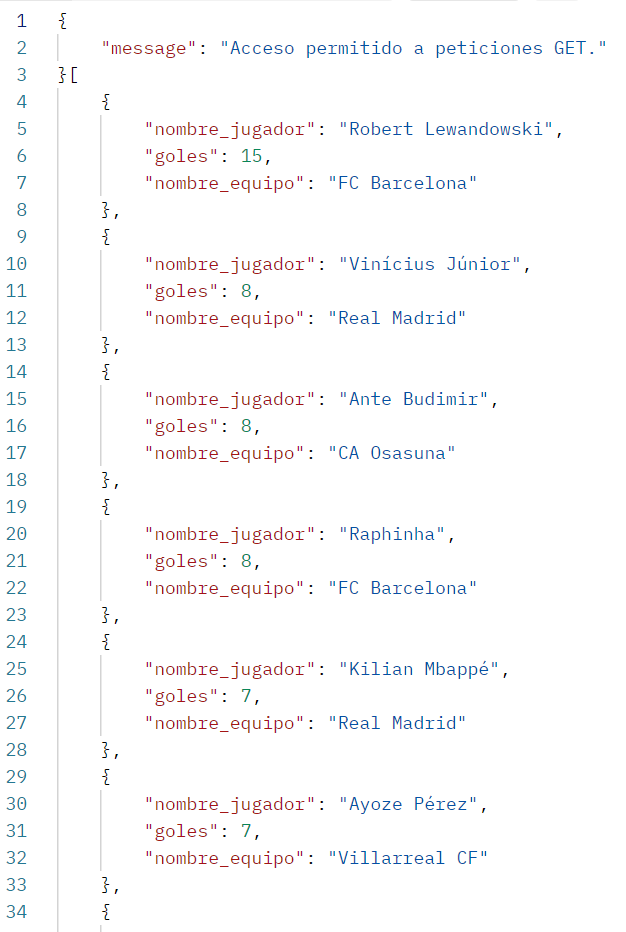 1 {
2 "message": "Acceso permitido a peticiones GET."
3 }[
4 {
5 "nombre_jugador": "Robert Lewandowski",
6 "goles": 15,
7 "nombre_equipo": "FC Barcelona"
8 },
9 {
10 "nombre_jugador": "Vinícius Júnior",
11 "goles": 8,
12 "nombre_equipo": "Real Madrid"
13 },
14 {
15 "nombre_jugador": "Ante Budimir",
16 "goles": 8,
17 "nombre_equipo": "CA Osasuna"
18 },
19 {
20 "nombre_jugador": "Raphinha",
21 "goles": 8,
22 "nombre_equipo": "FC Barcelona"
23 },
24 {
25 "nombre_jugador": "Kilian Mbappé",
26 "goles": 7,
27 "nombre_equipo": "Real Madrid"
28 },
29 {
30 "nombre_jugador": "Ayoze Pérez",
31 "goles": 7,
32 "nombre_equipo": "Villarreal CF"
33 },
34 {